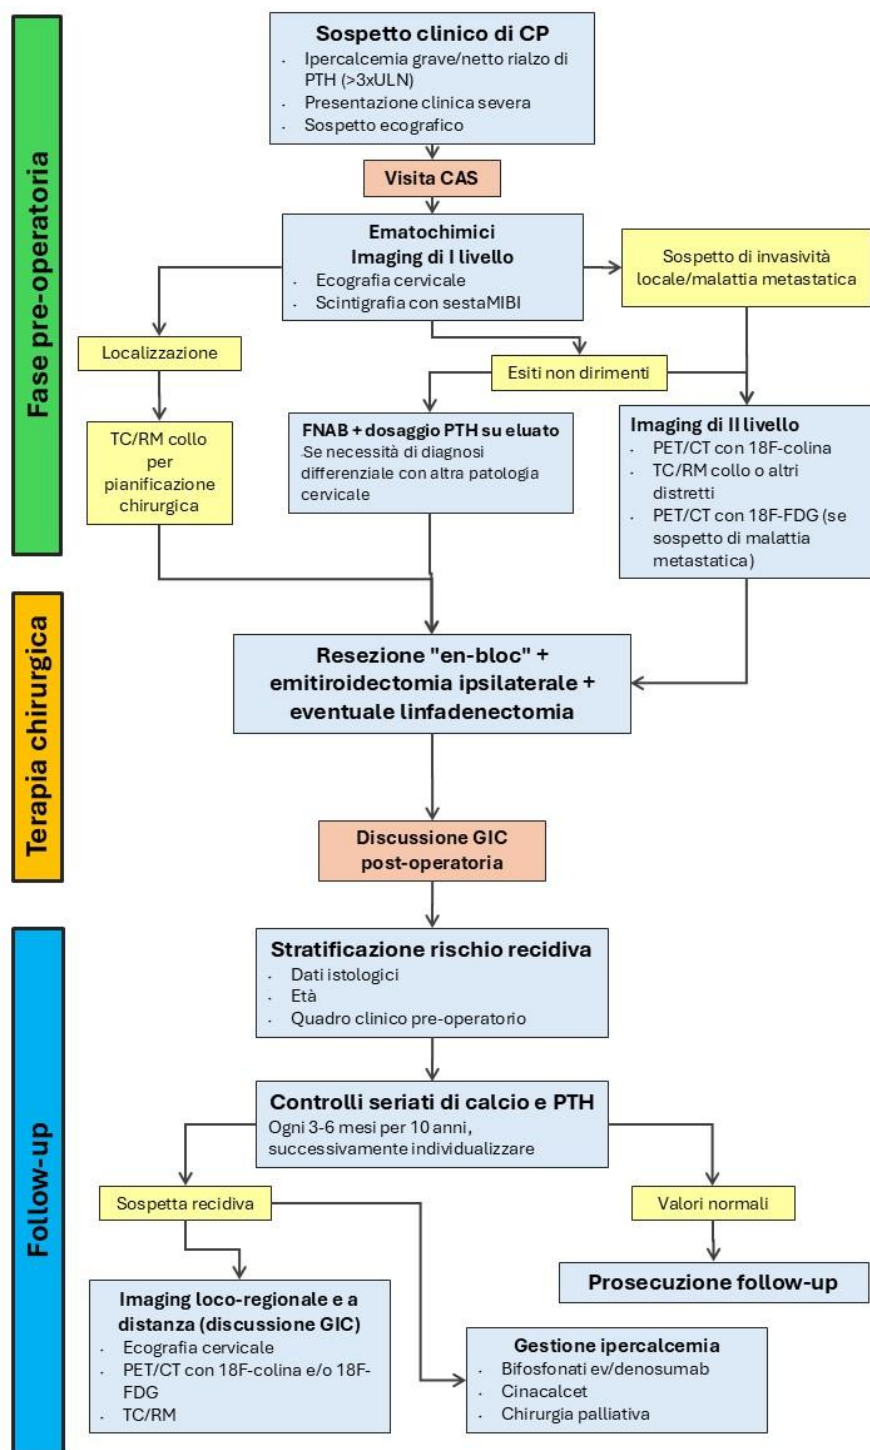 Fase pre-operatoria
Sospetto clinico di CP
· Ipercalcemia grave/netto rialzo di
PTH (>3xULN)
· Presentazione clinica severa
· Sospetto ecografico
Visita CAS
Ematochimici
Imaging di I livello
· Ecografia cervicale
· Scintigrafia con sestaMIBI
Sospetto di invasività
locale/malattia metastatica
Localizzazione
Esiti non dirimenti
TC/RM collo
per
pianificazione
chirurgica
FNAB + dosaggio PTH su eluato
·Se necessità di diagnosi
differenziale con altra patologia
cervicale
Imaging di II livello
· PET/CT con 18F-colina
· TC/RM collo o altri
distretti
· PET/CT con 18F-FDG (se
sospetto di malattia
metastatica)
Terapia chirurgica
Resezione "en-bloc" +
emitiroidectomia ipsilaterale +
eventuale linfadenectomia
Discussione GIC
post-operatoria
Follow-up
Stratificazione rischio recidiva
· Dati istologici
· Età
· Quadro clinico pre-operatorio
Controlli seriati di calcio e PTH
Ogni 3-6 mesi per 10 anni,
successivamente individualizzare
Sospetta recidiva
Valori normali
Imaging loco-regionale e a
distanza (discussione GIC)
· Ecografia cervicale
· PET/CT con 18F-colina e/o 18F-
FDG
· TC/RM
Prosecuzione follow-up
Gestione ipercalcemia
· Bifosfonati ev/denosumab
· Cinacalcet
· Chirurgia palliativa